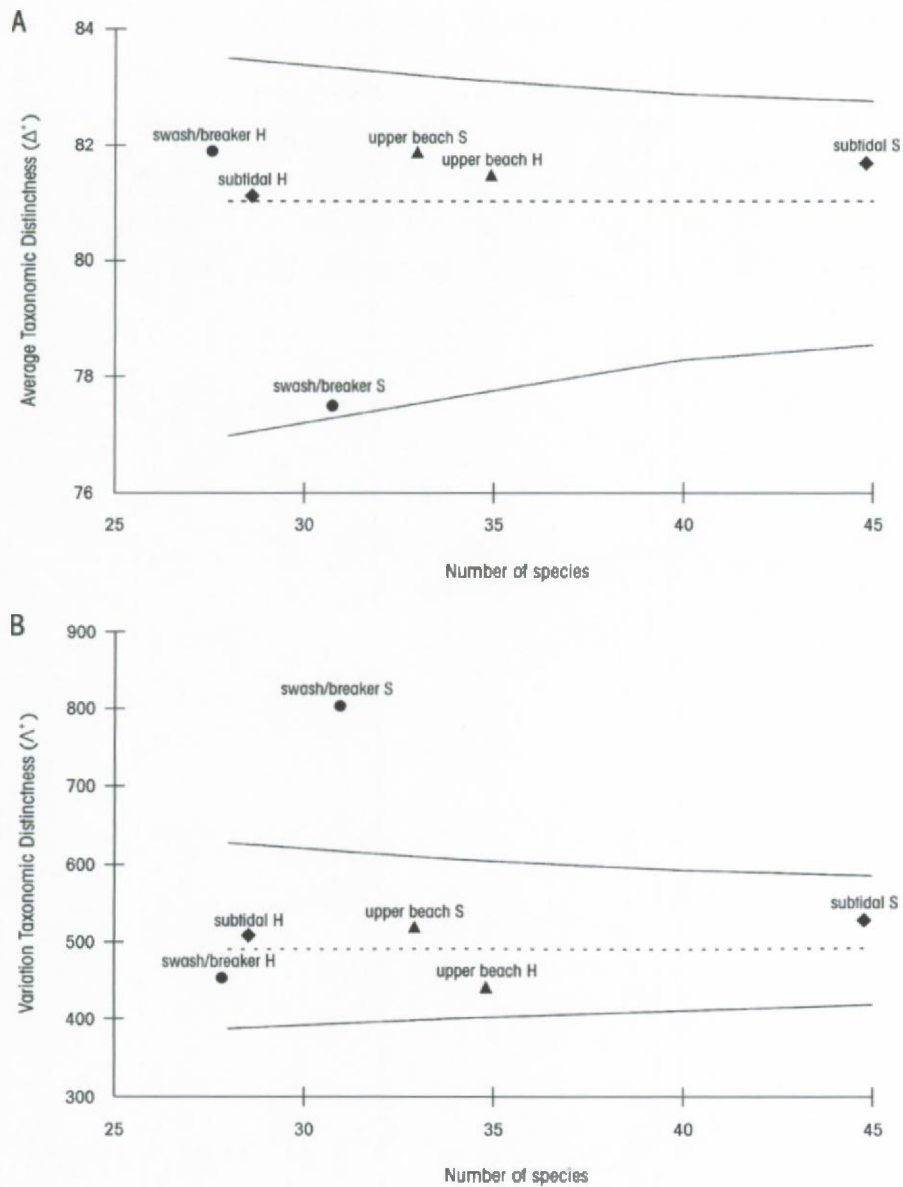 A
84
82
80
78
76
Average Taxonomic Distinctness (Δ⁺)
swash/breaker H
upper beach S
subtidal S
upper beach H
subtidal H
swash/breaker S
25
30
35
40
45
Number of species
B
900
800
700
600
500
400
300
Variation Taxonomic Distinctness (Λ⁺)
swash/breaker S
subtidal S
upper beach S
subtidal H
swash/breaker H
upper beach H
25
30
35
40
45
Number of species